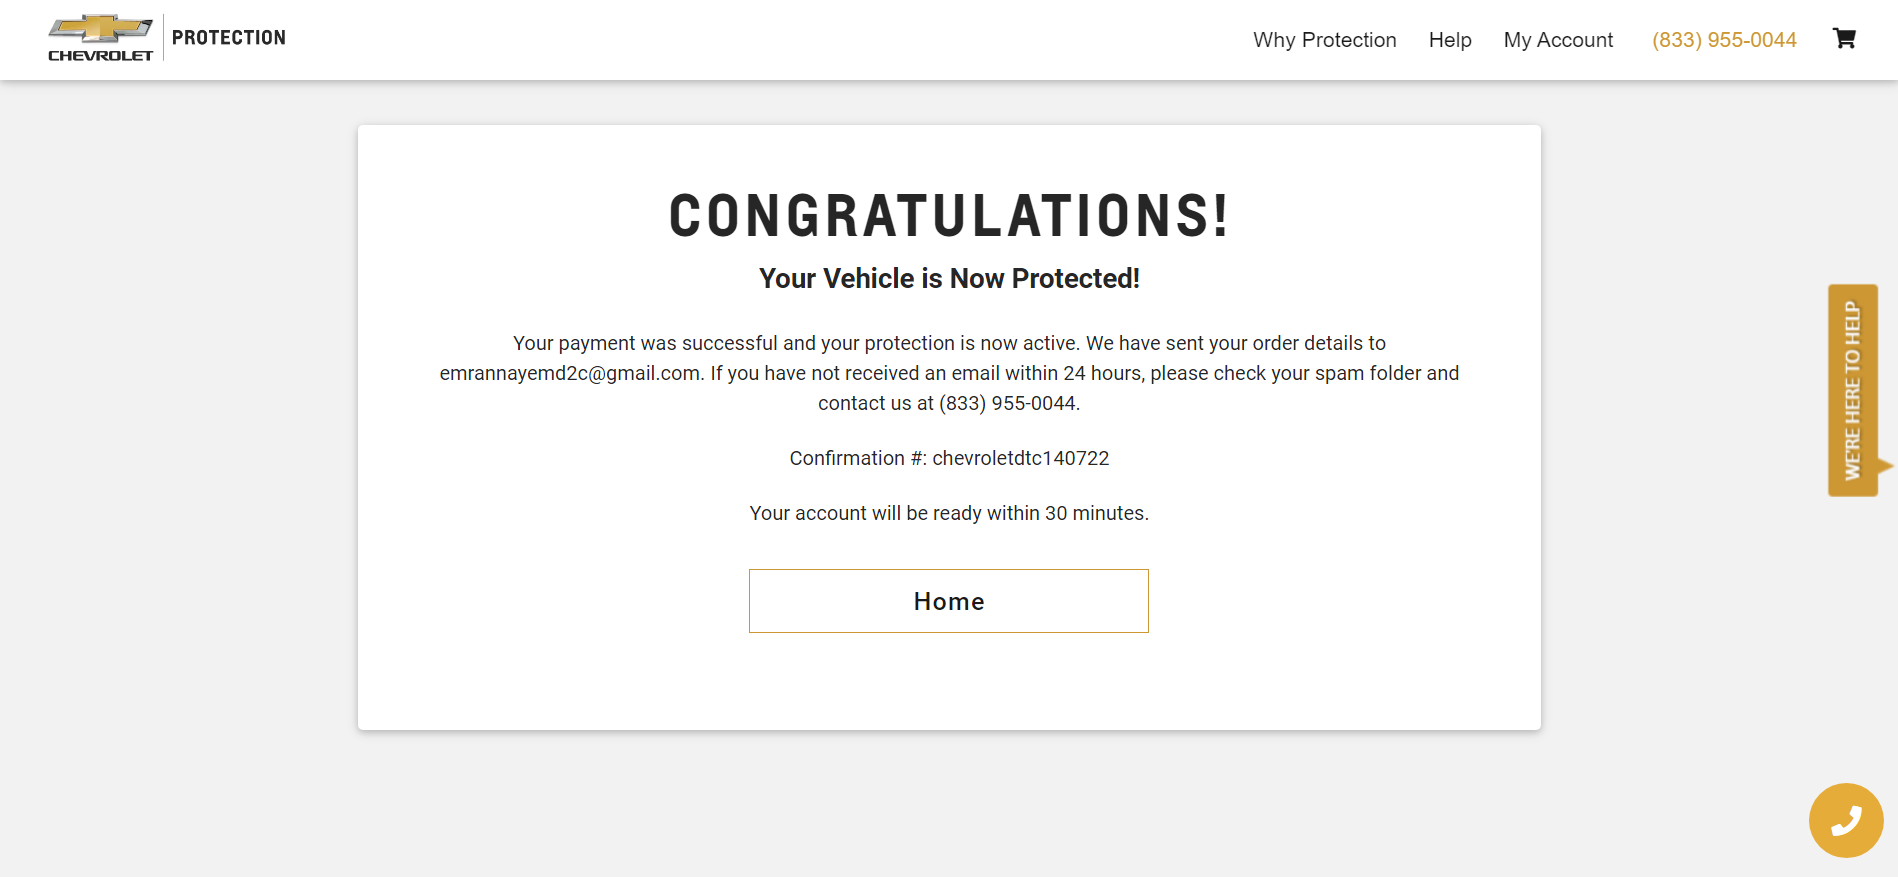 CHEVROLET
PROTECTION
Why Protection
Help
My Account
(833) 955-0044
CONGRATULATIONS!
Your Vehicle is Now Protected!
Your payment was successful and your protection is now active. We have sent your order details to
emrannayemd2c@gmail.com. If you have not received an email within 24 hours, please check your spam folder and
contact us at (833) 955-0044.
Confirmation #: chevroletdtc140722
Your account will be ready within 30 minutes.
Home
WE'RE HERE TO HELP